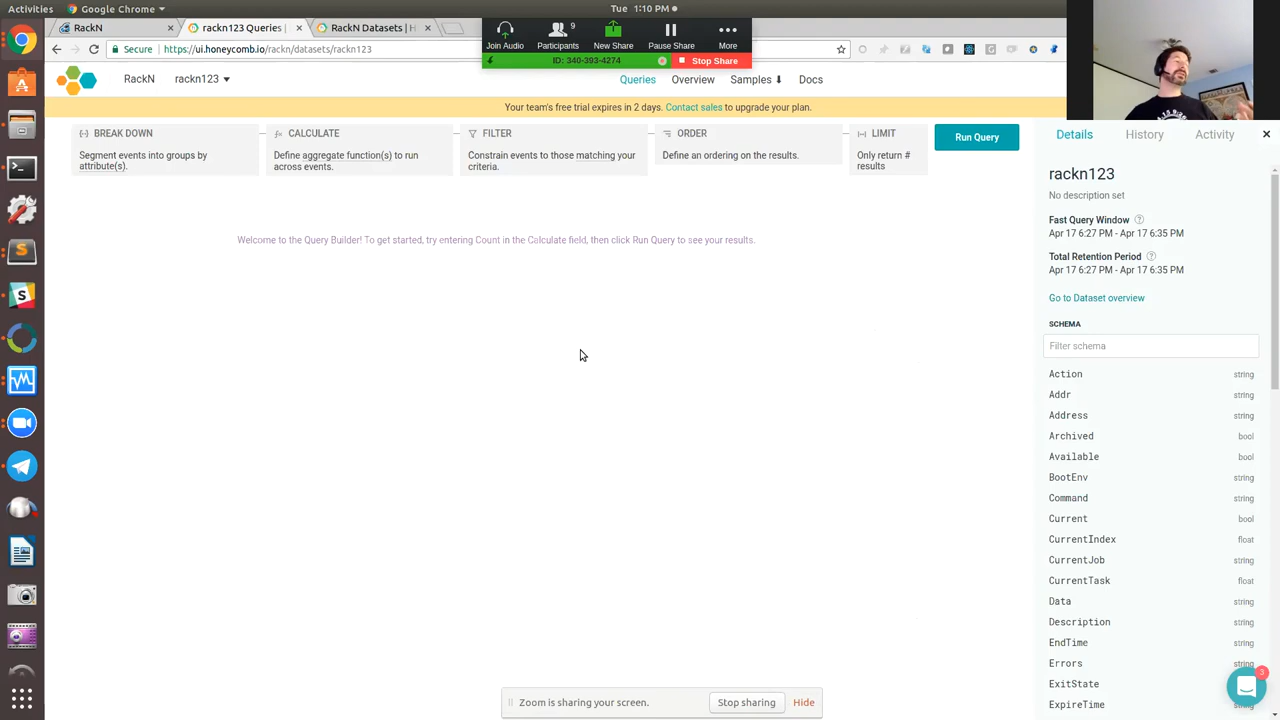 Activities
Google Chrome
Tue 1:10 PM
RackN
rackn123 Queries |
RackN Datasets | H
Secure
https://ui.honeycomb.io/rackn/datasets/rackn123
9
Join Audio
Participants
New Share
Pause Share
More
ID: 340-393-4274
Stop Share
RackN
rackn123
Queries
Overview
Samples
Docs
Your team's free trial expires in 2 days. Contact sales to upgrade your plan.
BREAK DOWN
Segment events into groups by
attribute(s).
CALCULATE
Define aggregate function(s) to run
across events.
FILTER
Constrain events to those matching your
criteria.
ORDER
Define an ordering on the results.
LIMIT
Only return #
results
Run Query
Welcome to the Query Builder! To get started, try entering Count in the Calculate field, then click Run Query to see your results.
Details
History
Activity
rackn123
No description set
Fast Query Window
Apr 17 6:27 PM - Apr 17 6:35 PM
Total Retention Period
Apr 17 6:27 PM - Apr 17 6:35 PM
Go to Dataset overview
SCHEMA
Filter schema
Action string
Addr string
Address string
Archived bool
Available bool
BootEnv string
Command string
Current bool
CurrentIndex float
CurrentJob string
CurrentTask float
Data string
Description string
EndTime string
Errors string
ExitState
ExpireTime string
3
Zoom is sharing your screen.
Stop sharing
Hide